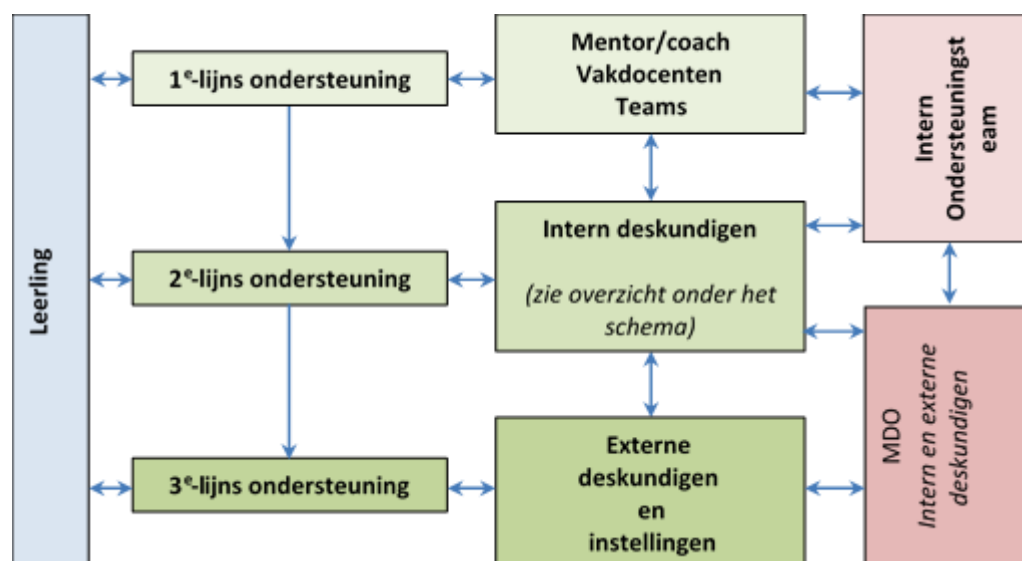 Leerling
1e-lijns ondersteuning
Mentor/coach
Vakdocenten
Teams
Intern
Ondersteuningst
eam
2e-lijns ondersteuning
Intern deskundigen
(zie overzicht onder het
schema)
MDO
Intern en externe
deskundigen
3e-lijns ondersteuning
Externe
deskundigen
en
instellingen